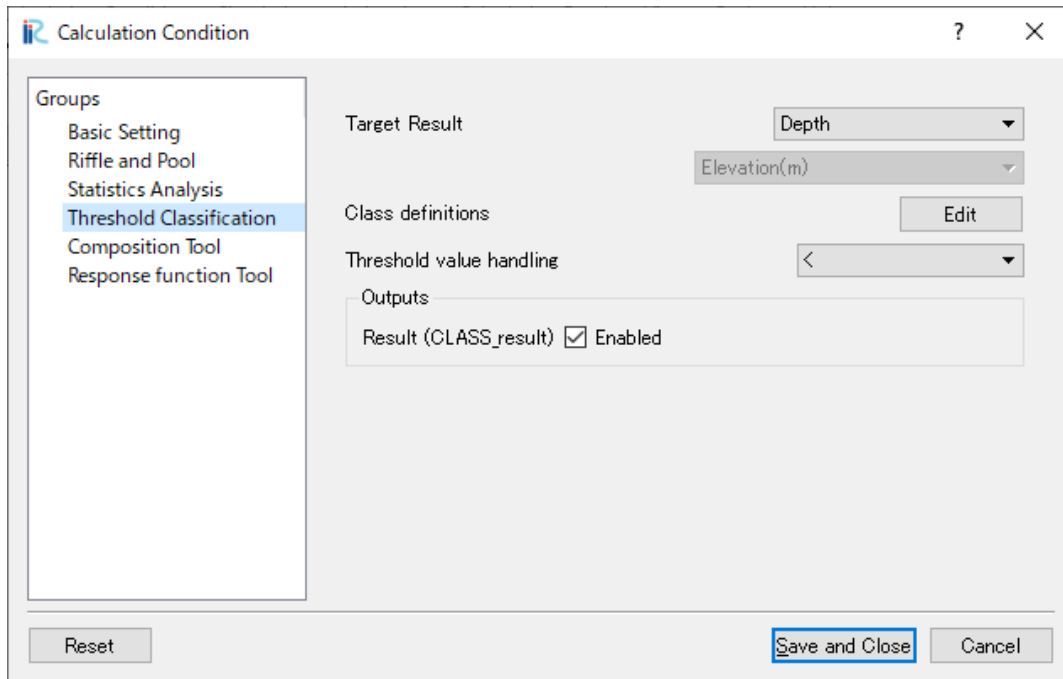 iRC Calculation Condition ? ×
Groups
Basic Setting
Riffle and Pool
Statistics Analysis
Threshold Classification
Composition Tool
Response function Tool
Target Result Depth
Elevation(m)
Class definitions Edit
Threshold value handling <
Outputs
Result (CLASS_result) Enabled
Reset Save and Close Cancel